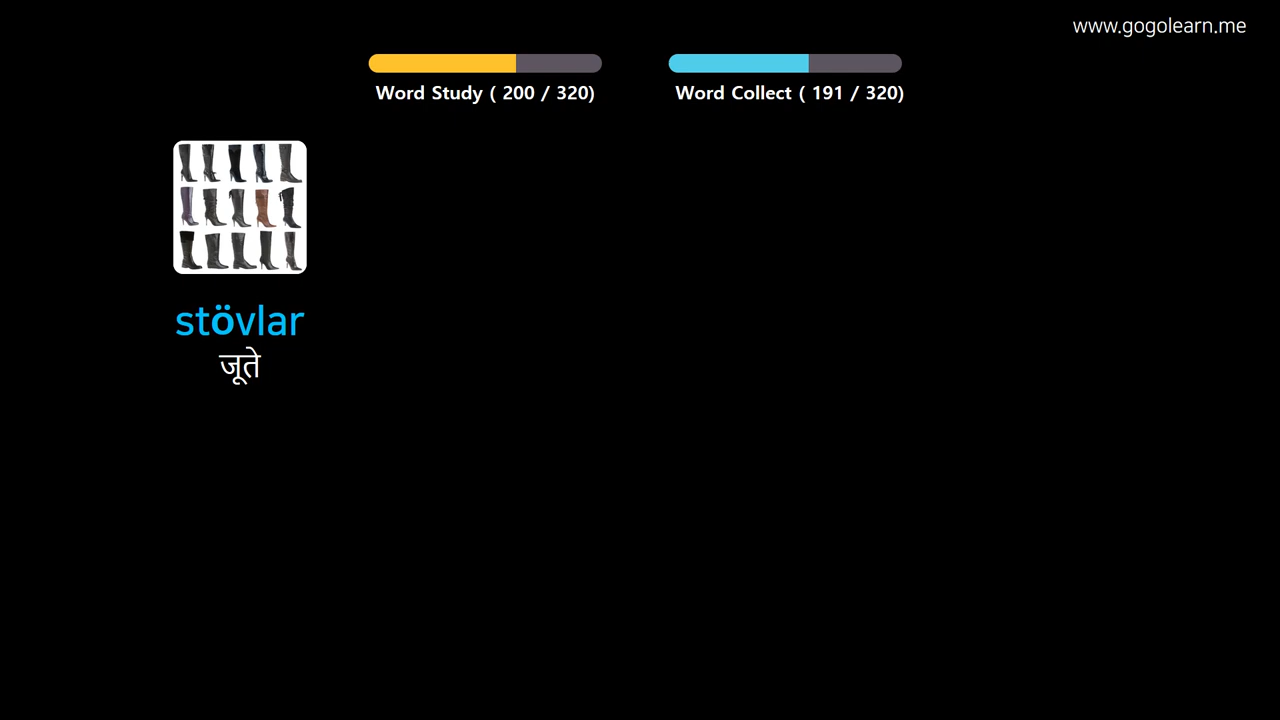 www.gogolearn.me
Word Study ( 200 / 320)
Word Collect ( 191 / 320)
stövlar
जूते